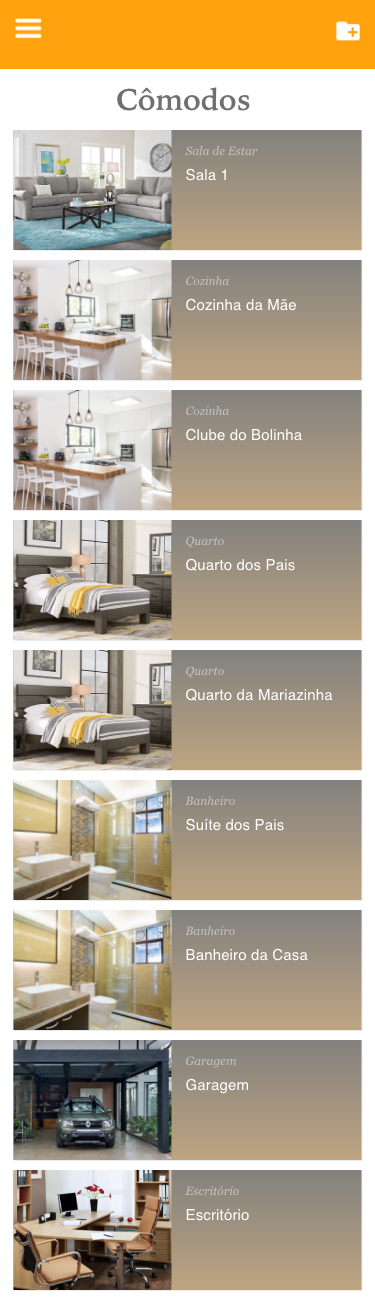 Cômodos
Sala de Estar
Sala 1
Cozinha
Cozinha da Mãe
Cozinha
Clube do Bolinha
Quarto
Quarto dos Pais
Quarto
Quarto da Mariazinha
Banheiro
Suíte dos Pais
Banheiro
Banheiro da Casa
Garagem
Garagem
Escritório
Escritório